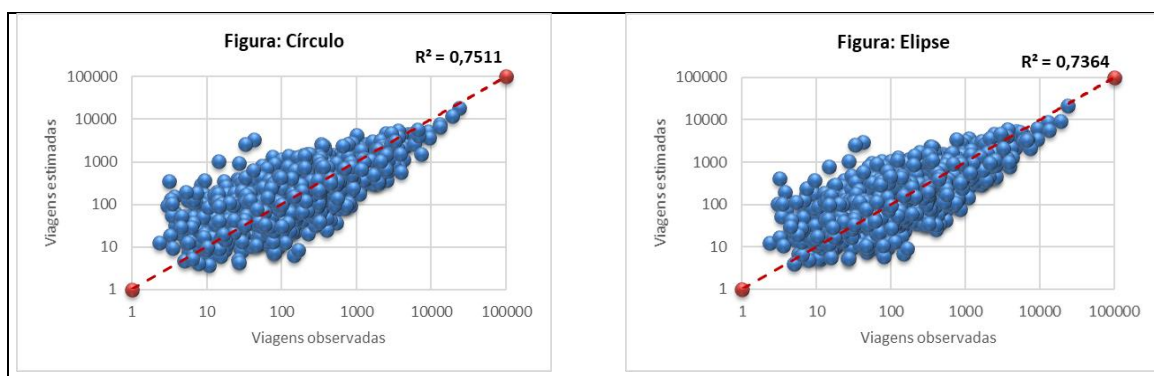 Figura: Círculo
R² = 0,7511
100000
10000
1000
100
10
1
Viagens estimadas
1 10 100 1000 10000 100000
Viagens observadas
Figura: Elipse
R² = 0,7364
100000
10000
1000
100
10
1
Viagens estimadas
1 10 100 1000 10000 100000
Viagens observadas